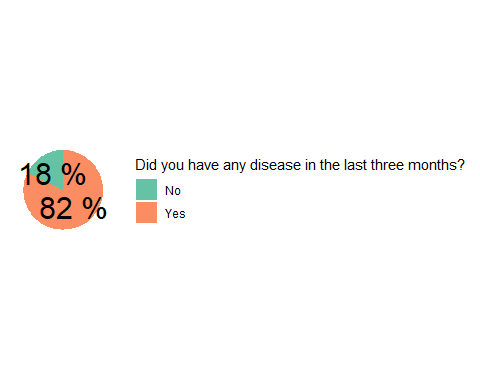 18 %
82 %
Did you have any disease in the last three months?
No
Yes